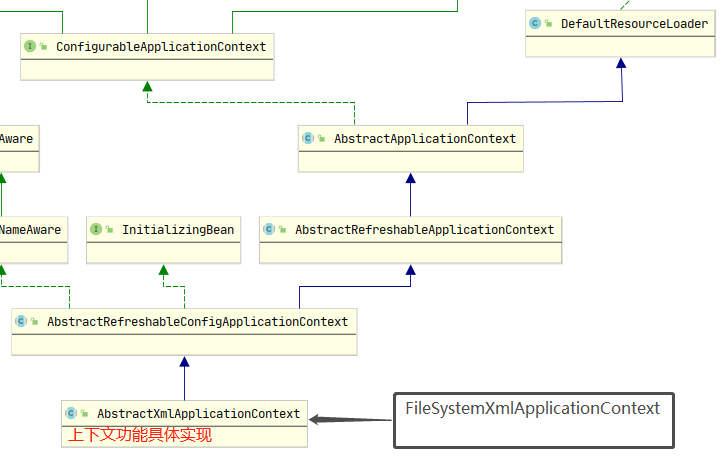 ConfigurableApplicationContext
DefaultResourceLoader
Aware
AbstractApplicationContext
NameAware
InitializingBean
AbstractRefreshableApplicationContext
AbstractRefreshableConfigApplicationContext
AbstractXmlApplicationContext
上下文功能具体实现
FileSystemXmlApplicationContext